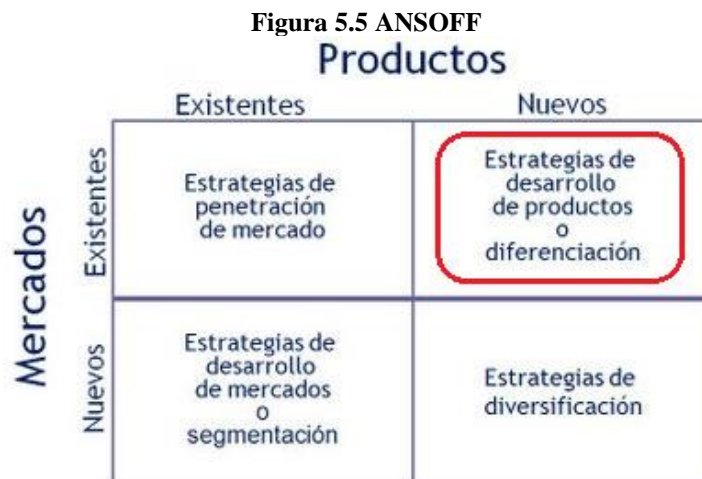 Figura 5.5 ANSOFF
Productos
Existentes
Nuevos
Mercados
Existentes
Estrategias de
penetración
de mercado
Estrategias de
desarrollo
de productos
o
diferenciación
Nuevos
Estrategias de
desarrollo
de mercados
o
segmentación
Estrategias de
diversificación